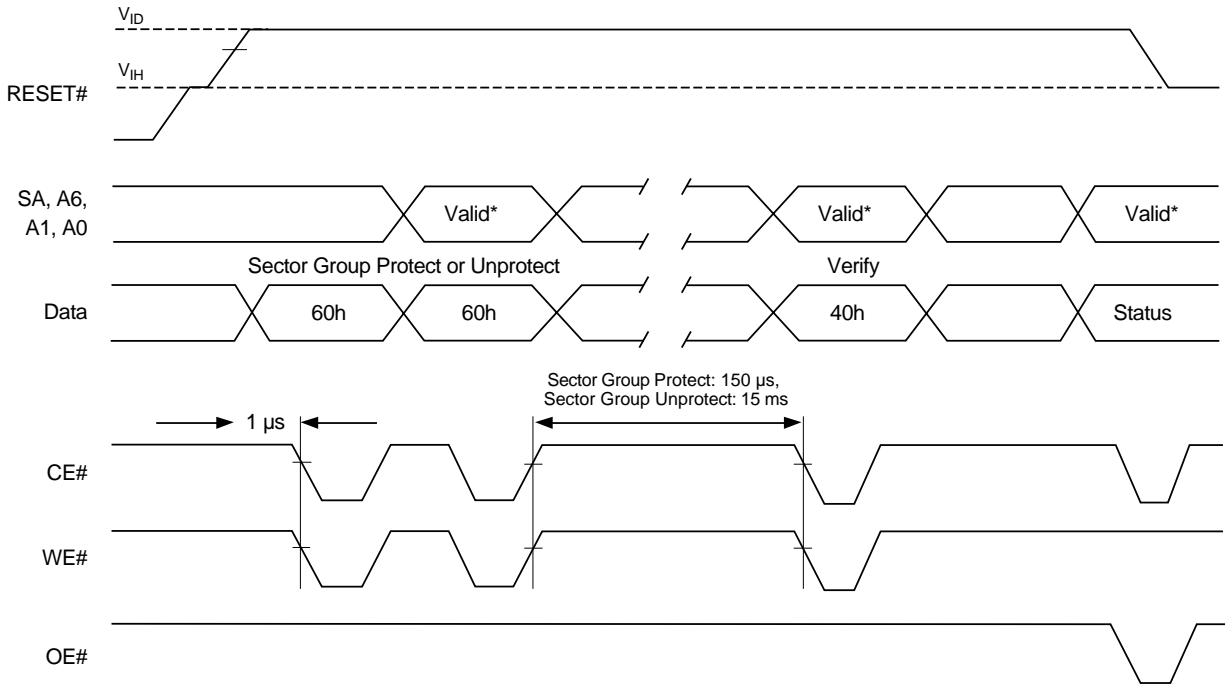 VID
VIH
RESET#
SA, A6,
A1, A0
Valid*
Valid*
Valid*
Sector Group Protect or Unprotect
Verify
Data
60h
60h
40h
Status
Sector Group Protect: 150 µs,
Sector Group Unprotect: 15 ms
1 µs
CE#
WE#
OE#